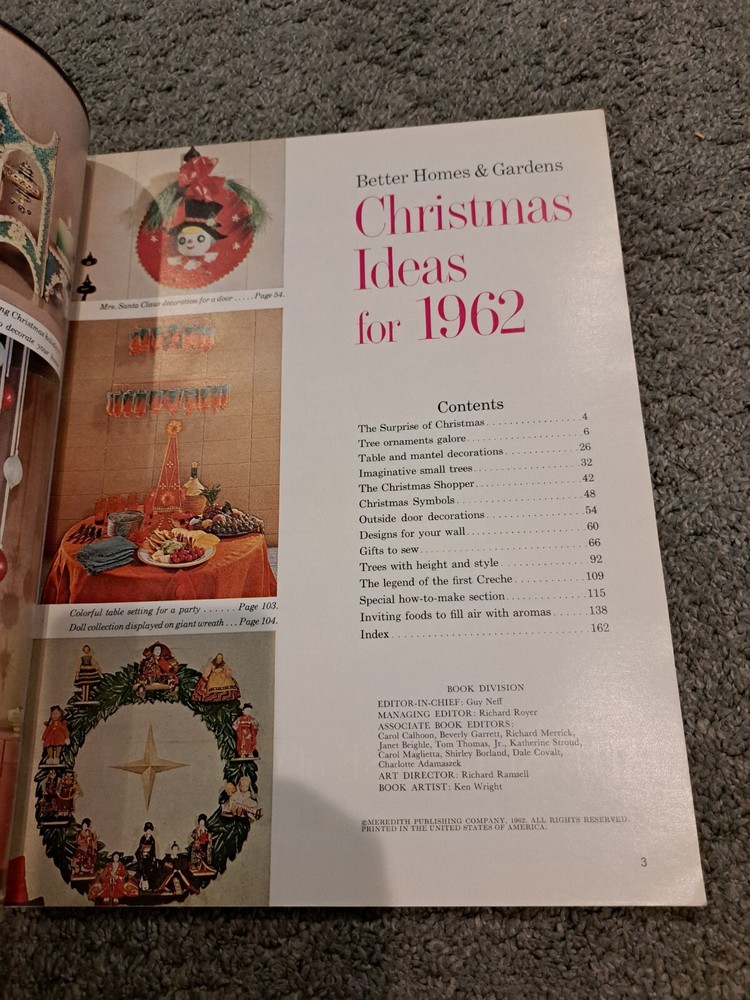 ng Christmas
o decorate your
Mrs. Santa Claus decoration for a door.....Page 54.
Colorful table setting for a party ...... Page 103.
Doll collection displayed on giant wreath...Page 104.
Better Homes & Gardens
Christmas
Ideas
for 1962
Contents
The Surprise of Christmas....................4
Tree ornaments galore.......................6
Table and mantel decorations...............26
Imaginative small trees.....................32
The Christmas Shopper.....................42
Christmas Symbols.........................48
Outside door decorations...................54
Designs for your wall.......................60
Gifts to sew................................66
Trees with height and style.................92
The legend of the first Creche..............109
Special how-to-make section................115
Inviting foods to fill air with aromas......138
Index....................................162
BOOK DIVISION
EDITOR-IN-CHIEF: Guy Neff
MANAGING EDITOR: Richard Royer
ASSOCIATE BOOK EDITORS:
Carol Calhoun, Beverly Garrett, Richard Merrick,
Janet Beighle, Tom Thomas, Jr., Katherine Stroud,
Carol Maglietta, Shirley Borland, Dale Covalt,
Charlotte Adamaszek
ART DIRECTOR: Richard Ramsell
BOOK ARTIST: Ken Wright
©MEREDITH PUBLISHING COMPANY, 1962. ALL RIGHTS RESERVED.
PRINTED IN THE UNITED STATES OF AMERICA.
3